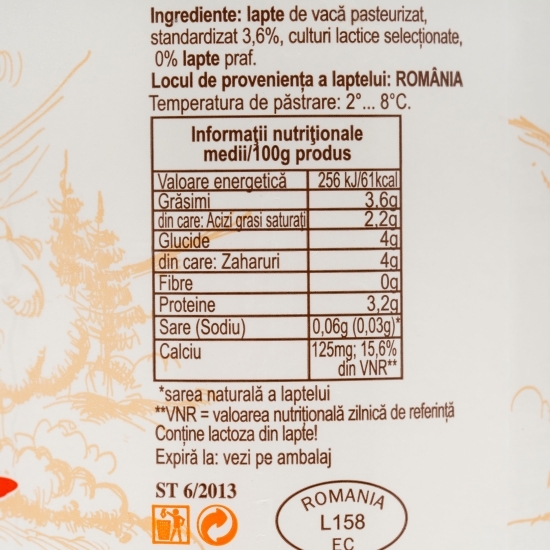 Ingrediente: lapte de vacă pasteurizat,
standardizat 3,6%, culturi lactice selecționate,
0% lapte praf.
Locul de proveniența a laptelui: ROMÂNIA
Temperatura de păstrare: 2°... 8°C.
Informaţii nutriţionale
medii/100g produs
Valoare energetică 256 kJ/61kcal
Grăsimi 3,6g
din care: Acizi grasi saturați 2,2g
Glucide 4g
din care: Zaharuri 4g
Fibre 0g
Proteine 3,2g
Sare (Sodiu) 0,06g (0,03g)*
Calciu 125mg; 15,6%
din VNR**
*sarea naturală a laptelui
**VNR = valoarea nutrițională zilnică de referință
Conține lactoza din lapte!
Expiră la: vezi pe ambalaj
ST 6/2013
ROMANIA
L158
EC